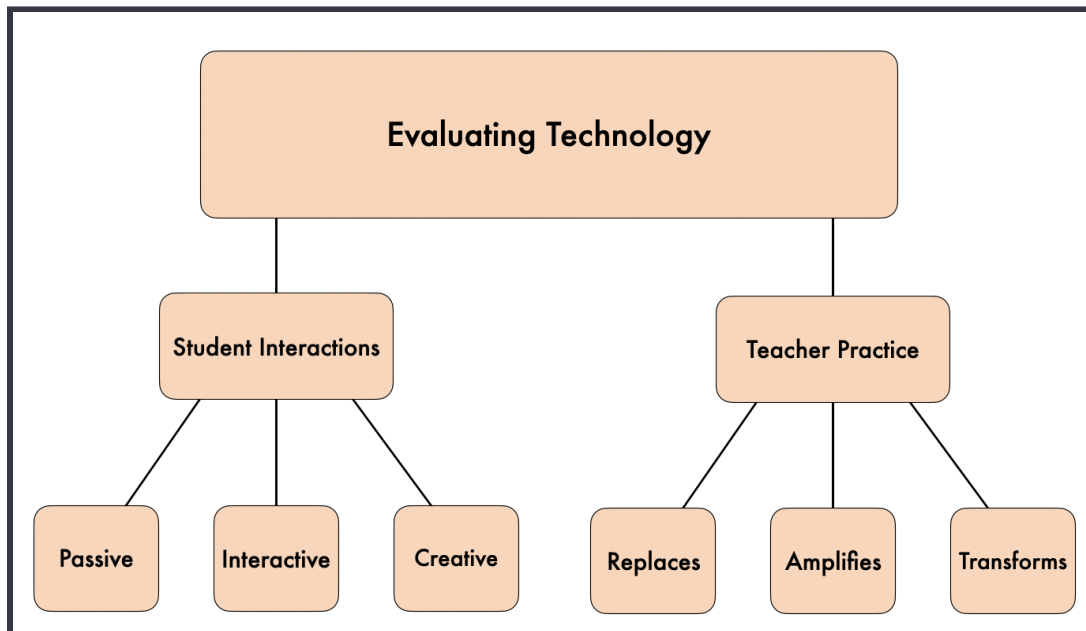 Evaluating Technology
Student Interactions
Teacher Practice
Passive
Interactive
Creative
Replaces
Amplifies
Transforms